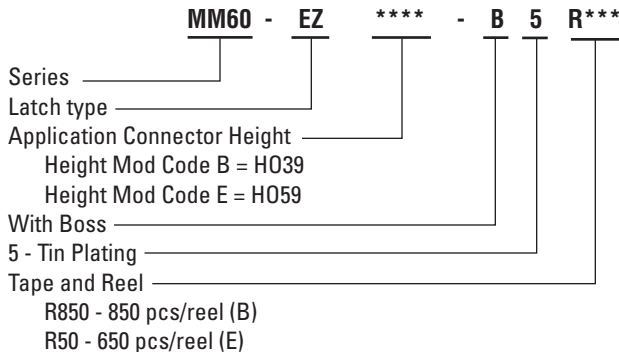 MM60 - EZ **** - B 5 R***
Series
Latch type
Application Connector Height
Height Mod Code B = HO39
Height Mod Code E = HO59
With Boss
5 - Tin Plating
Tape and Reel
R850 - 850 pcs/reel (B)
R50 - 650 pcs/reel (E)